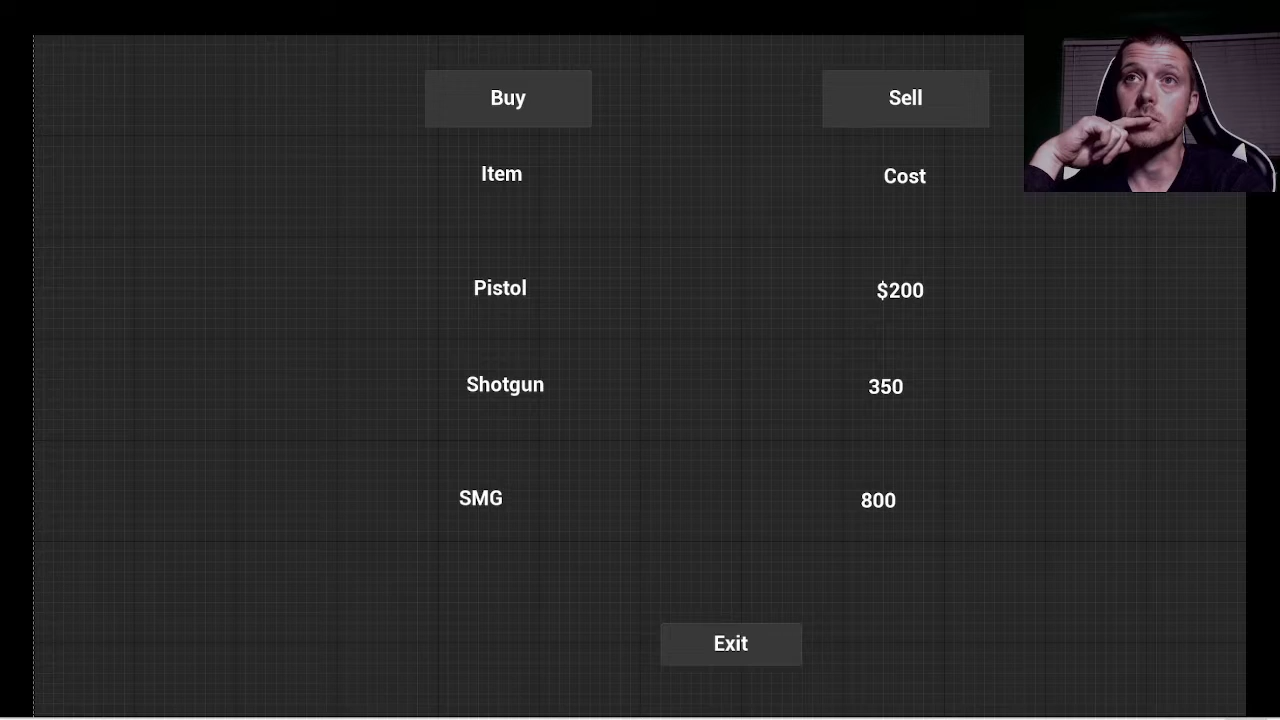 Buy Sell
Item Cost
Pistol $200
Shotgun 350
SMG 800
Exit